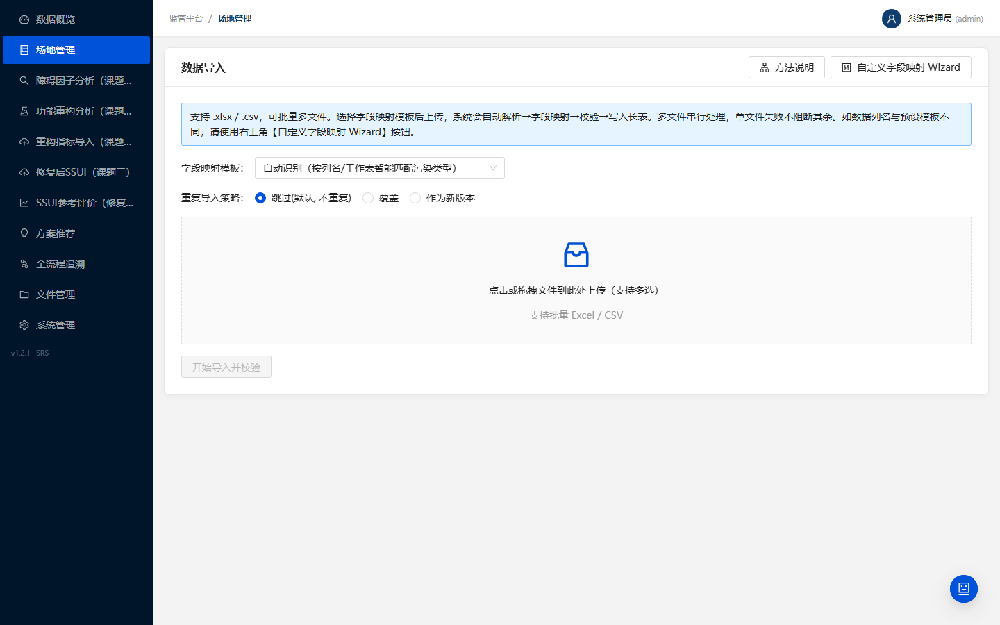 数据概览
场地管理
障碍因子分析（课题...
功能重构分析（课题...
重构指标导入（课题...
修复后SSUI（课题三）
SSUI参考评价（修复...
方案推荐
全流程追溯
文件管理
系统管理
v1.2.1 · SRS
监管平台 / 场地管理
系统管理员 (admin)
数据导入
方法说明
自定义字段映射 Wizard
支持 .xlsx / .csv，可批量多文件。选择字段映射模板后上传，系统会自动解析→字段映射→校验→写入长表。多文件串行处理，单文件失败不阻断其余。如数据列名与预设模板不
同，请使用右上角【自定义字段映射 Wizard】按钮。
字段映射模板： 自动识别（按列名/工作表智能匹配污染类型）
重复导入策略： 跳过(默认, 不重复) 覆盖 作为新版本
点击或拖拽文件到此处上传（支持多选）
支持批量 Excel / CSV
开始导入并校验